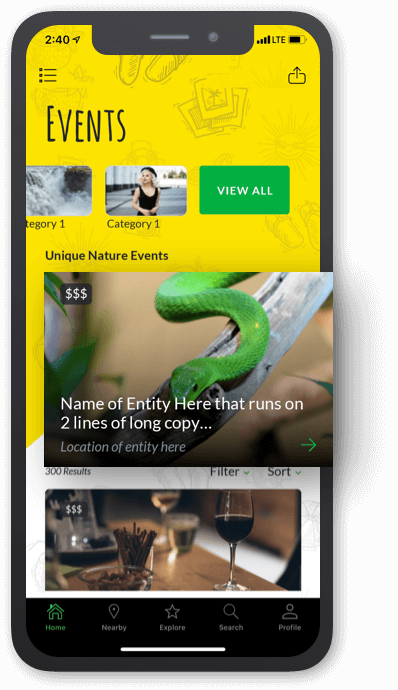 2:40 LTE
Events
tegory 1 Category 1 VIEW ALL
Unique Nature Events
$$$
Name of Entity Here that runs on
2 lines of long copy...
Location of entity here
300 Results Filter Sort
$$$
Home Nearby Explore Search Profile